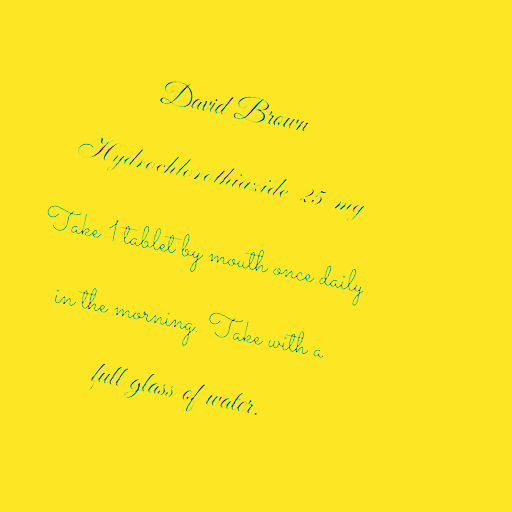 David Brown
Hydrochlorothiazide 25 mg
Take 1 tablet by mouth once daily
in the morning. Take with a
full glass of water.